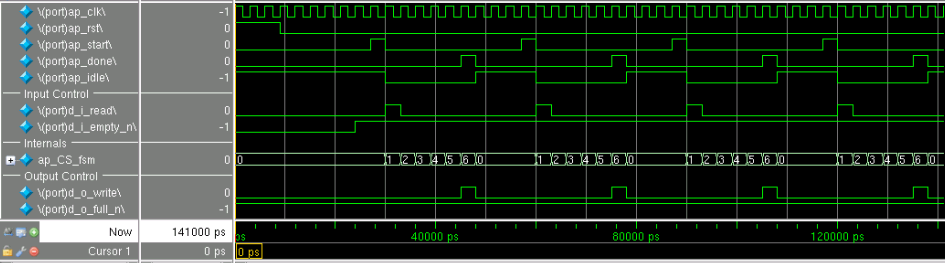 \(port)ap_clk\ -1
\(port)ap_rst\ 0
\(port)ap_start\ 0
\(port)ap_done\ 0
\(port)ap_idle\ -1
Input Control
\(port)d_i_read\ 0
\(port)d_i_empty_n\ -1
Internals
ap_CS_fsm 0 0 1 2 3 4 5 6 0 1 2 3 4 5 6 0 1 2 3 4 5 6 0 1 2 3 4 5 6 0
Output Control
\(port)d_o_write\ 0
\(port)d_o_full_n\ -1
Now 141000 ps ps 40000 ps 80000 ps 120000 ps
Cursor 1 0 ps 0 ps